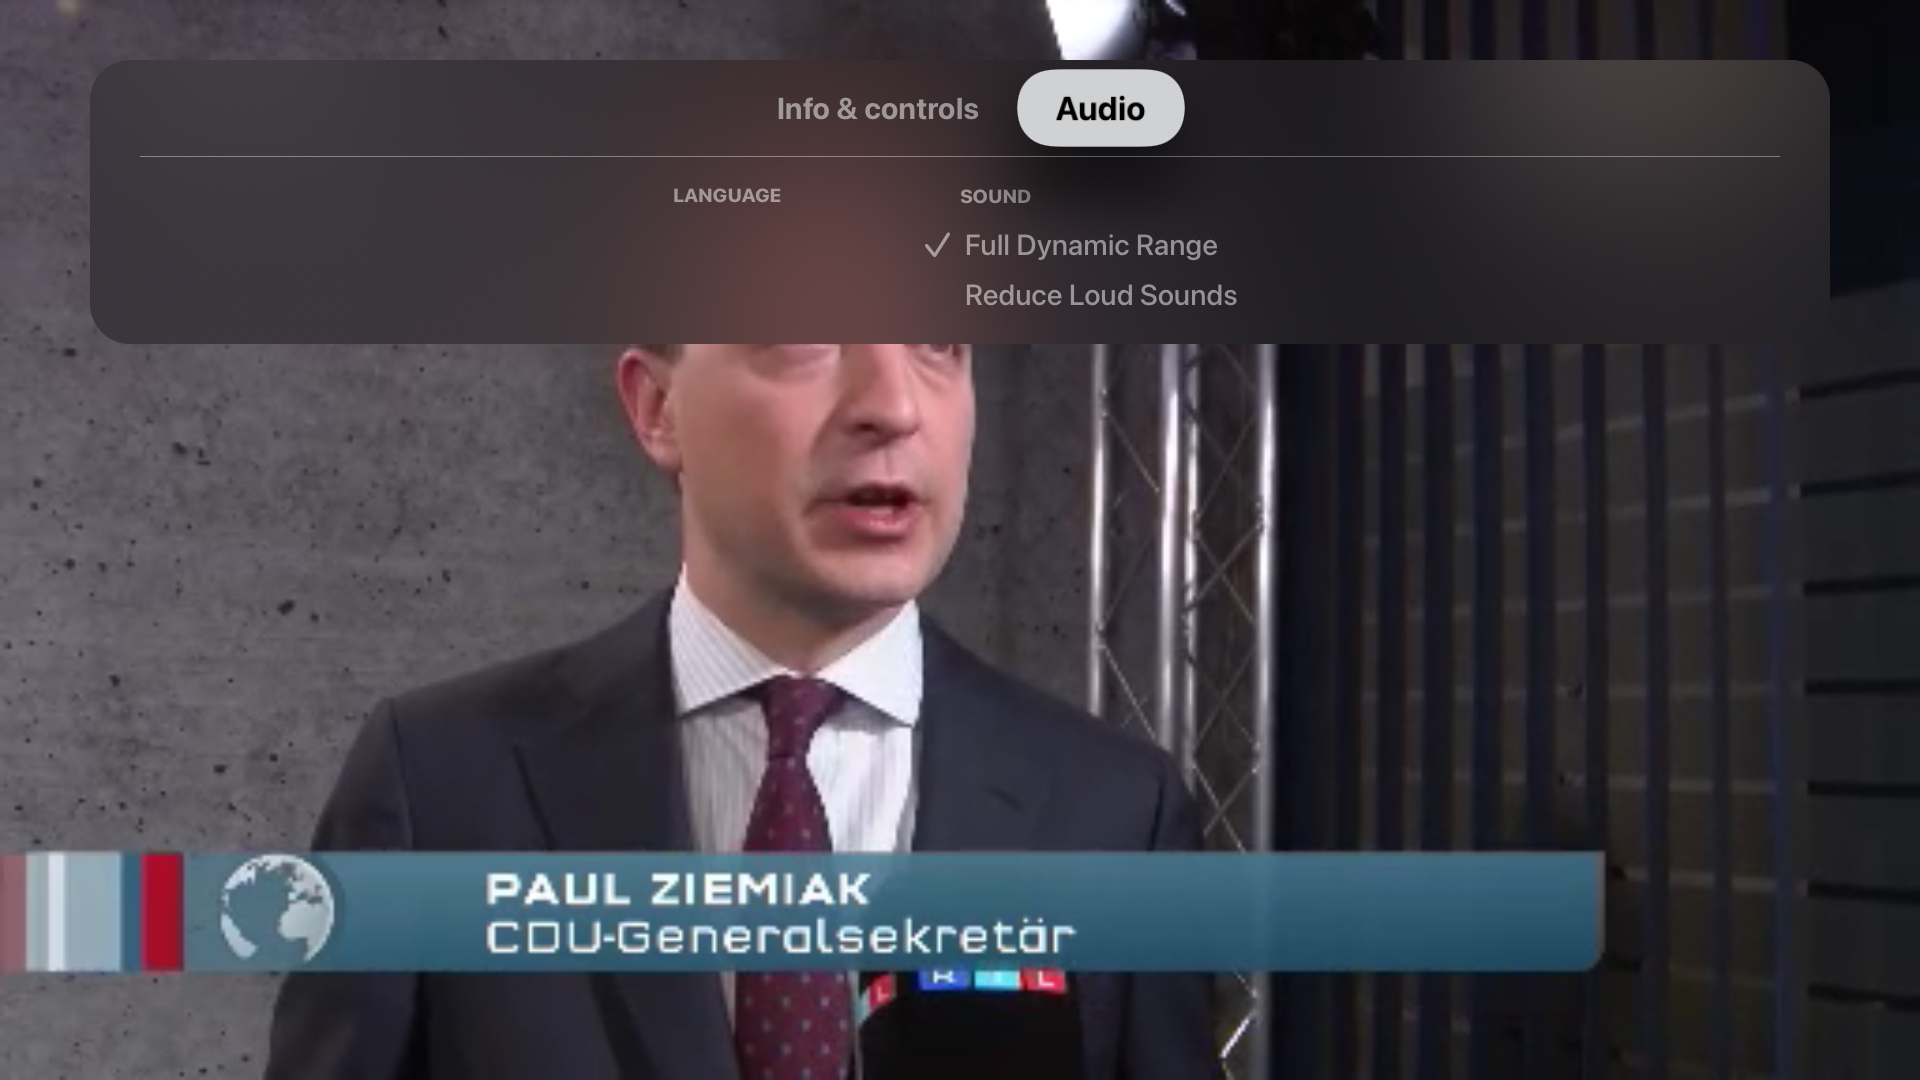 Info & controls
Audio
LANGUAGE
SOUND
Full Dynamic Range
Reduce Loud Sounds
PAUL ZIEMIAK
CDU-Generalsekretär
L
RTL